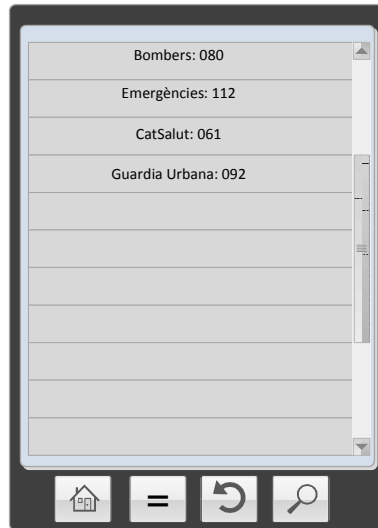 Bombers: 080
Emergències: 112
CatSalut: 061
Guardia Urbana: 092
=